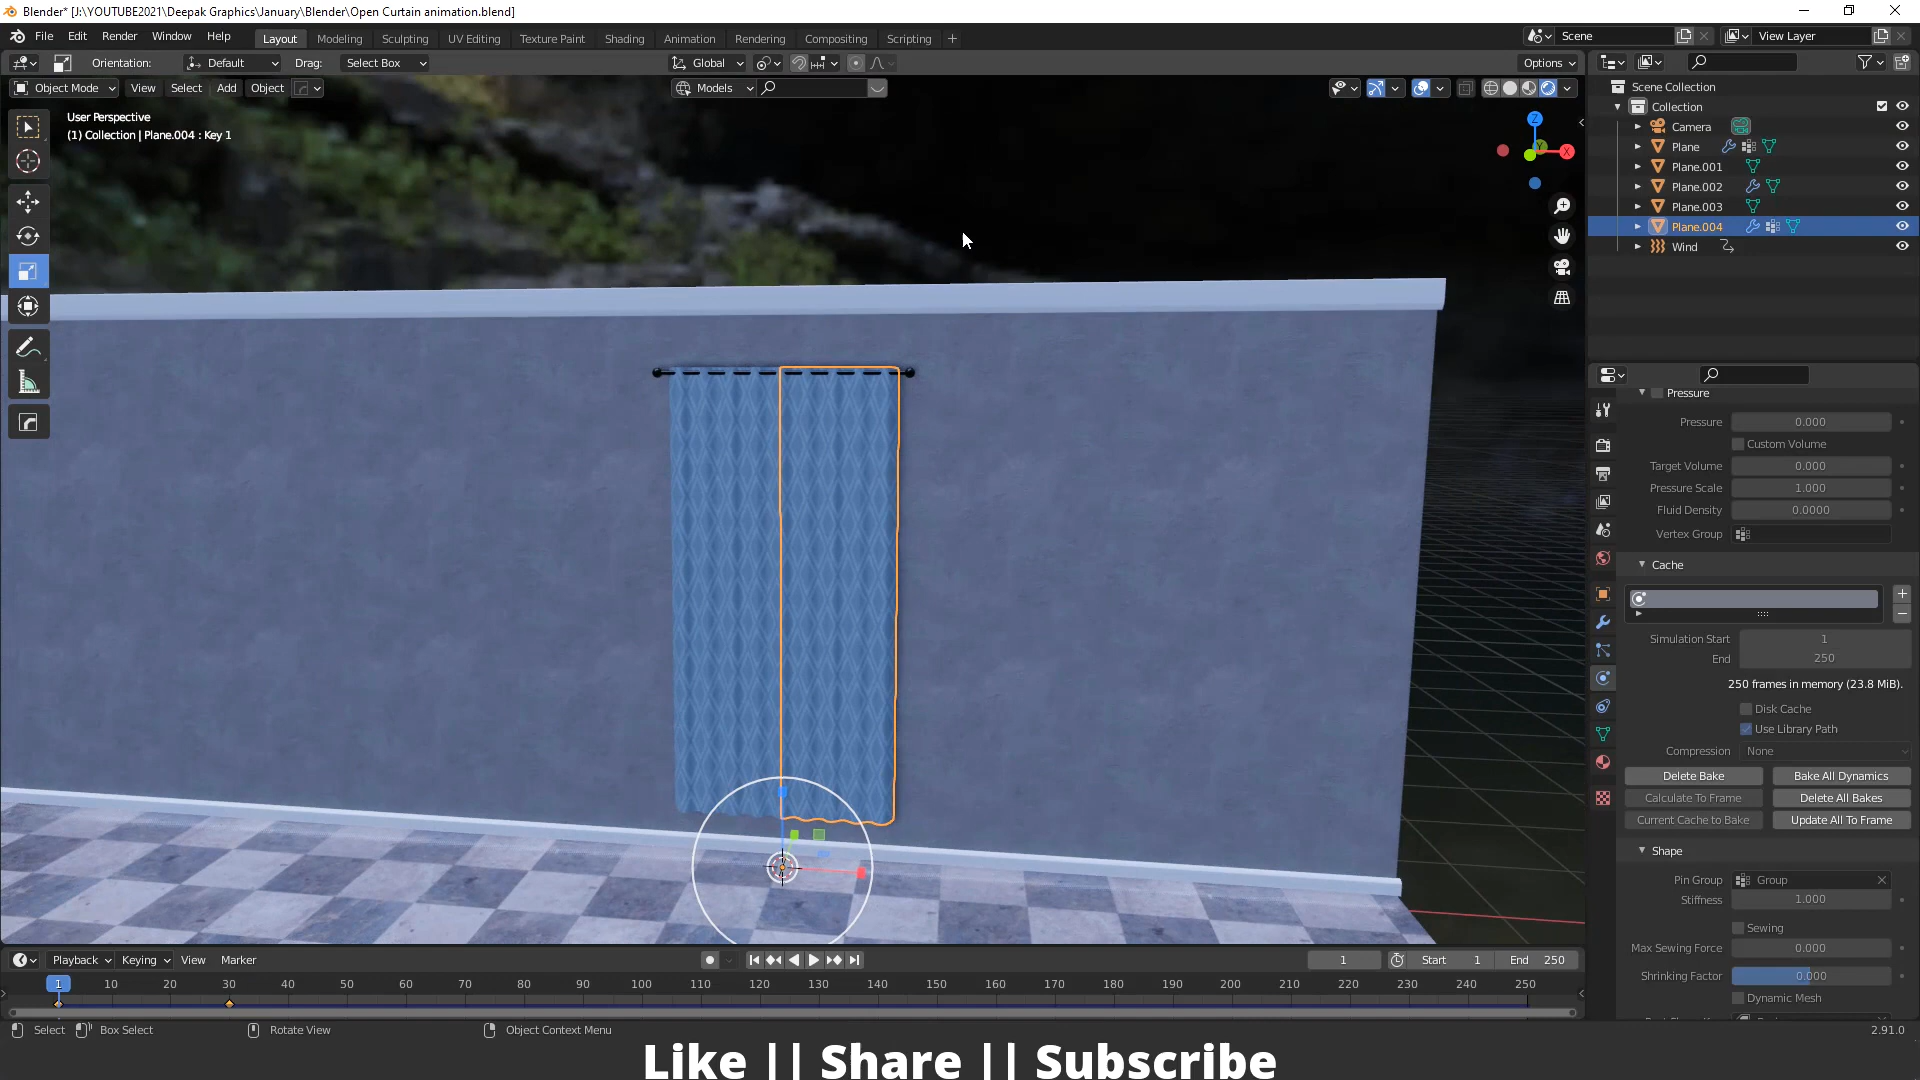 Blender* [J:\YOUTUBE2021\Deepak Graphics\January\Blender\Open Curtain animation.blend]
File Edit Render Window Help
Layout Modeling Sculpting UV Editing Texture Paint Shading Animation Rendering Compositing Scripting +
Scene
View Layer
Orientation: Default Drag: Select Box
Global
Options
Object Mode View Select Add Object
Models
User Perspective
(1) Collection | Plane.004 : Key 1
Z
X
Y
Scene Collection
Collection
Camera
Plane
Plane.001
Plane.002
Plane.003
Plane.004
Wind
Pressure
Pressure 0.000
Custom Volume
Target Volume 0.000
Pressure Scale 1.000
Fluid Density 0.0000
Vertex Group
Cache
Simulation Start 1
End 250
250 frames in memory (23.8 MiB).
Disk Cache
Use Library Path
Compression None
Delete Bake Bake All Dynamics
Calculate To Frame Delete All Bakes
Current Cache to Bake Update All To Frame
Shape
Pin Group Group
Stiffness 1.000
Sewing
Max Sewing Force 0.000
Shrinking Factor 0.000
Dynamic Mesh
Playback Keying View Marker
1 Start 1 End 250
1 10 20 30 40 50 60 70 80 90 100 110 120 130 140 150 160 170 180 190 200 210 220 230 240 250
Select Box Select Rotate View Object Context Menu
2.91.0
Like || Share || Subscribe